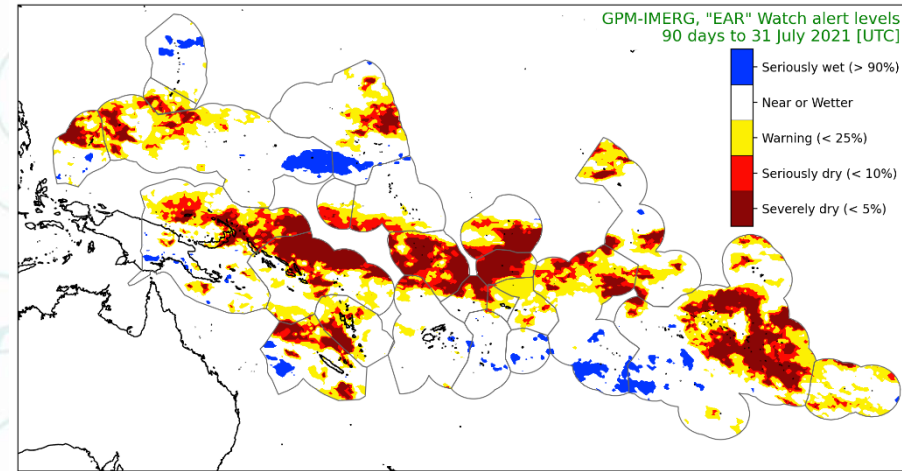 GPM-IMERG, "EAR" Watch alert levels
90 days to 31 July 2021 [UTC]
Seriously wet (> 90%)
Near or Wetter
Warning (< 25%)
Seriously dry (< 10%)
Severely dry (< 5%)